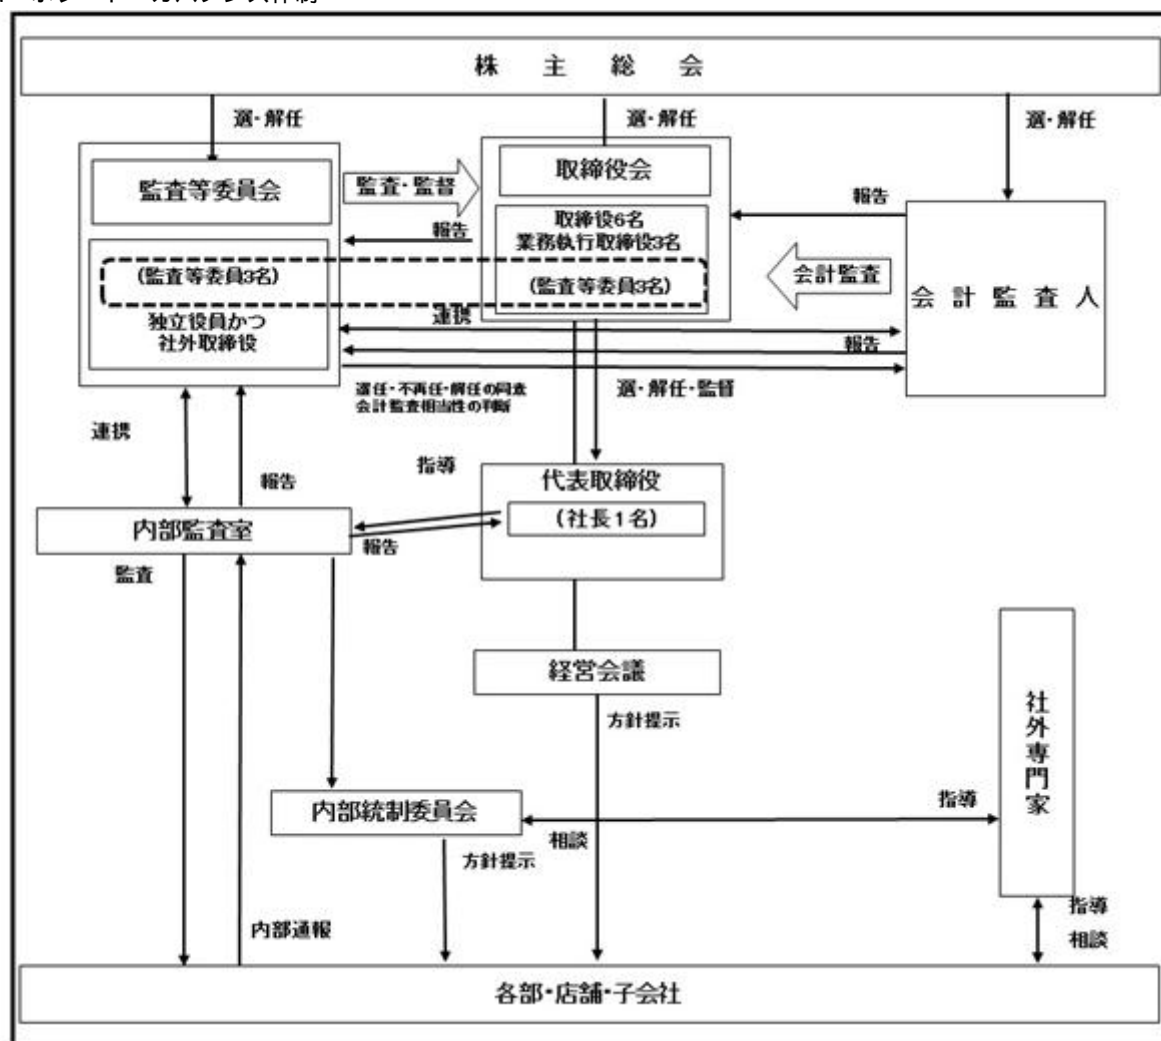 株主総会
選・解任
選・解任
選・解任
監査等委員会
監査・監督
取締役会
報告
取締役6名
業務執行取締役3名
報告
(監査等委員3名)
(監査等委員3名)
会計監査
会計監査人
独立役員かつ
社外取締役
連携
報告
選任・不再任・解任の同意
会計監査相当性の判断
選・解任・監督
連携
指導
報告
代表取締役
(社長1名)
内部監査室
報告
監査
経営会議
方針提示
社外専門家
内部統制委員会
指導
相談
方針提示
内部通報
指導
相談
各部・店舗・子会社